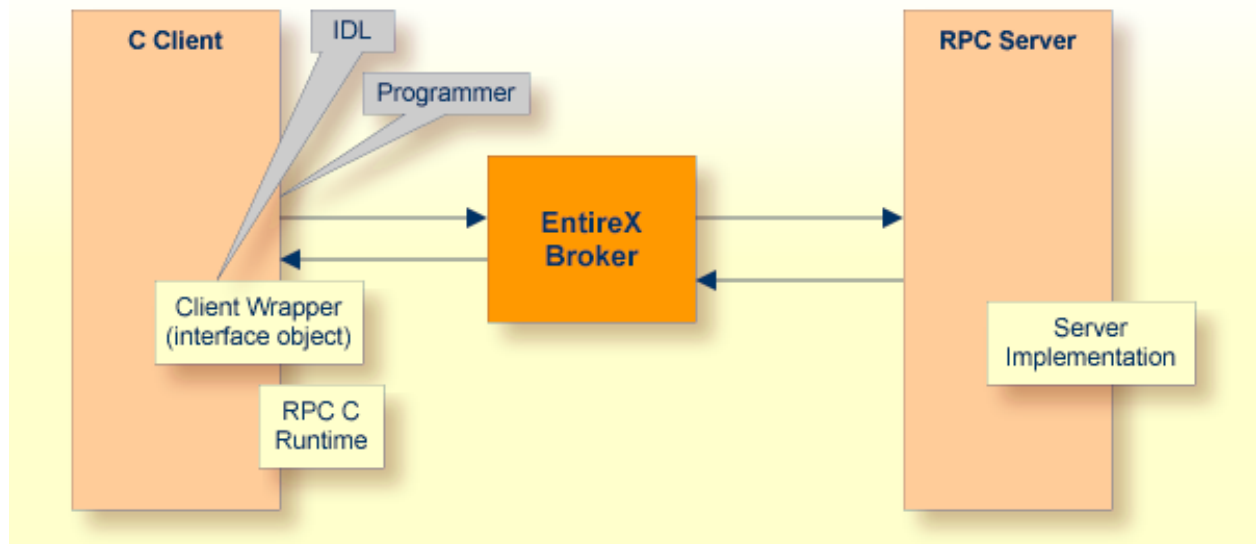 C Client
IDL
Programmer
RPC Server
EntireX
Broker
Client Wrapper
(interface object)
Server
Implementation
RPC C
Runtime